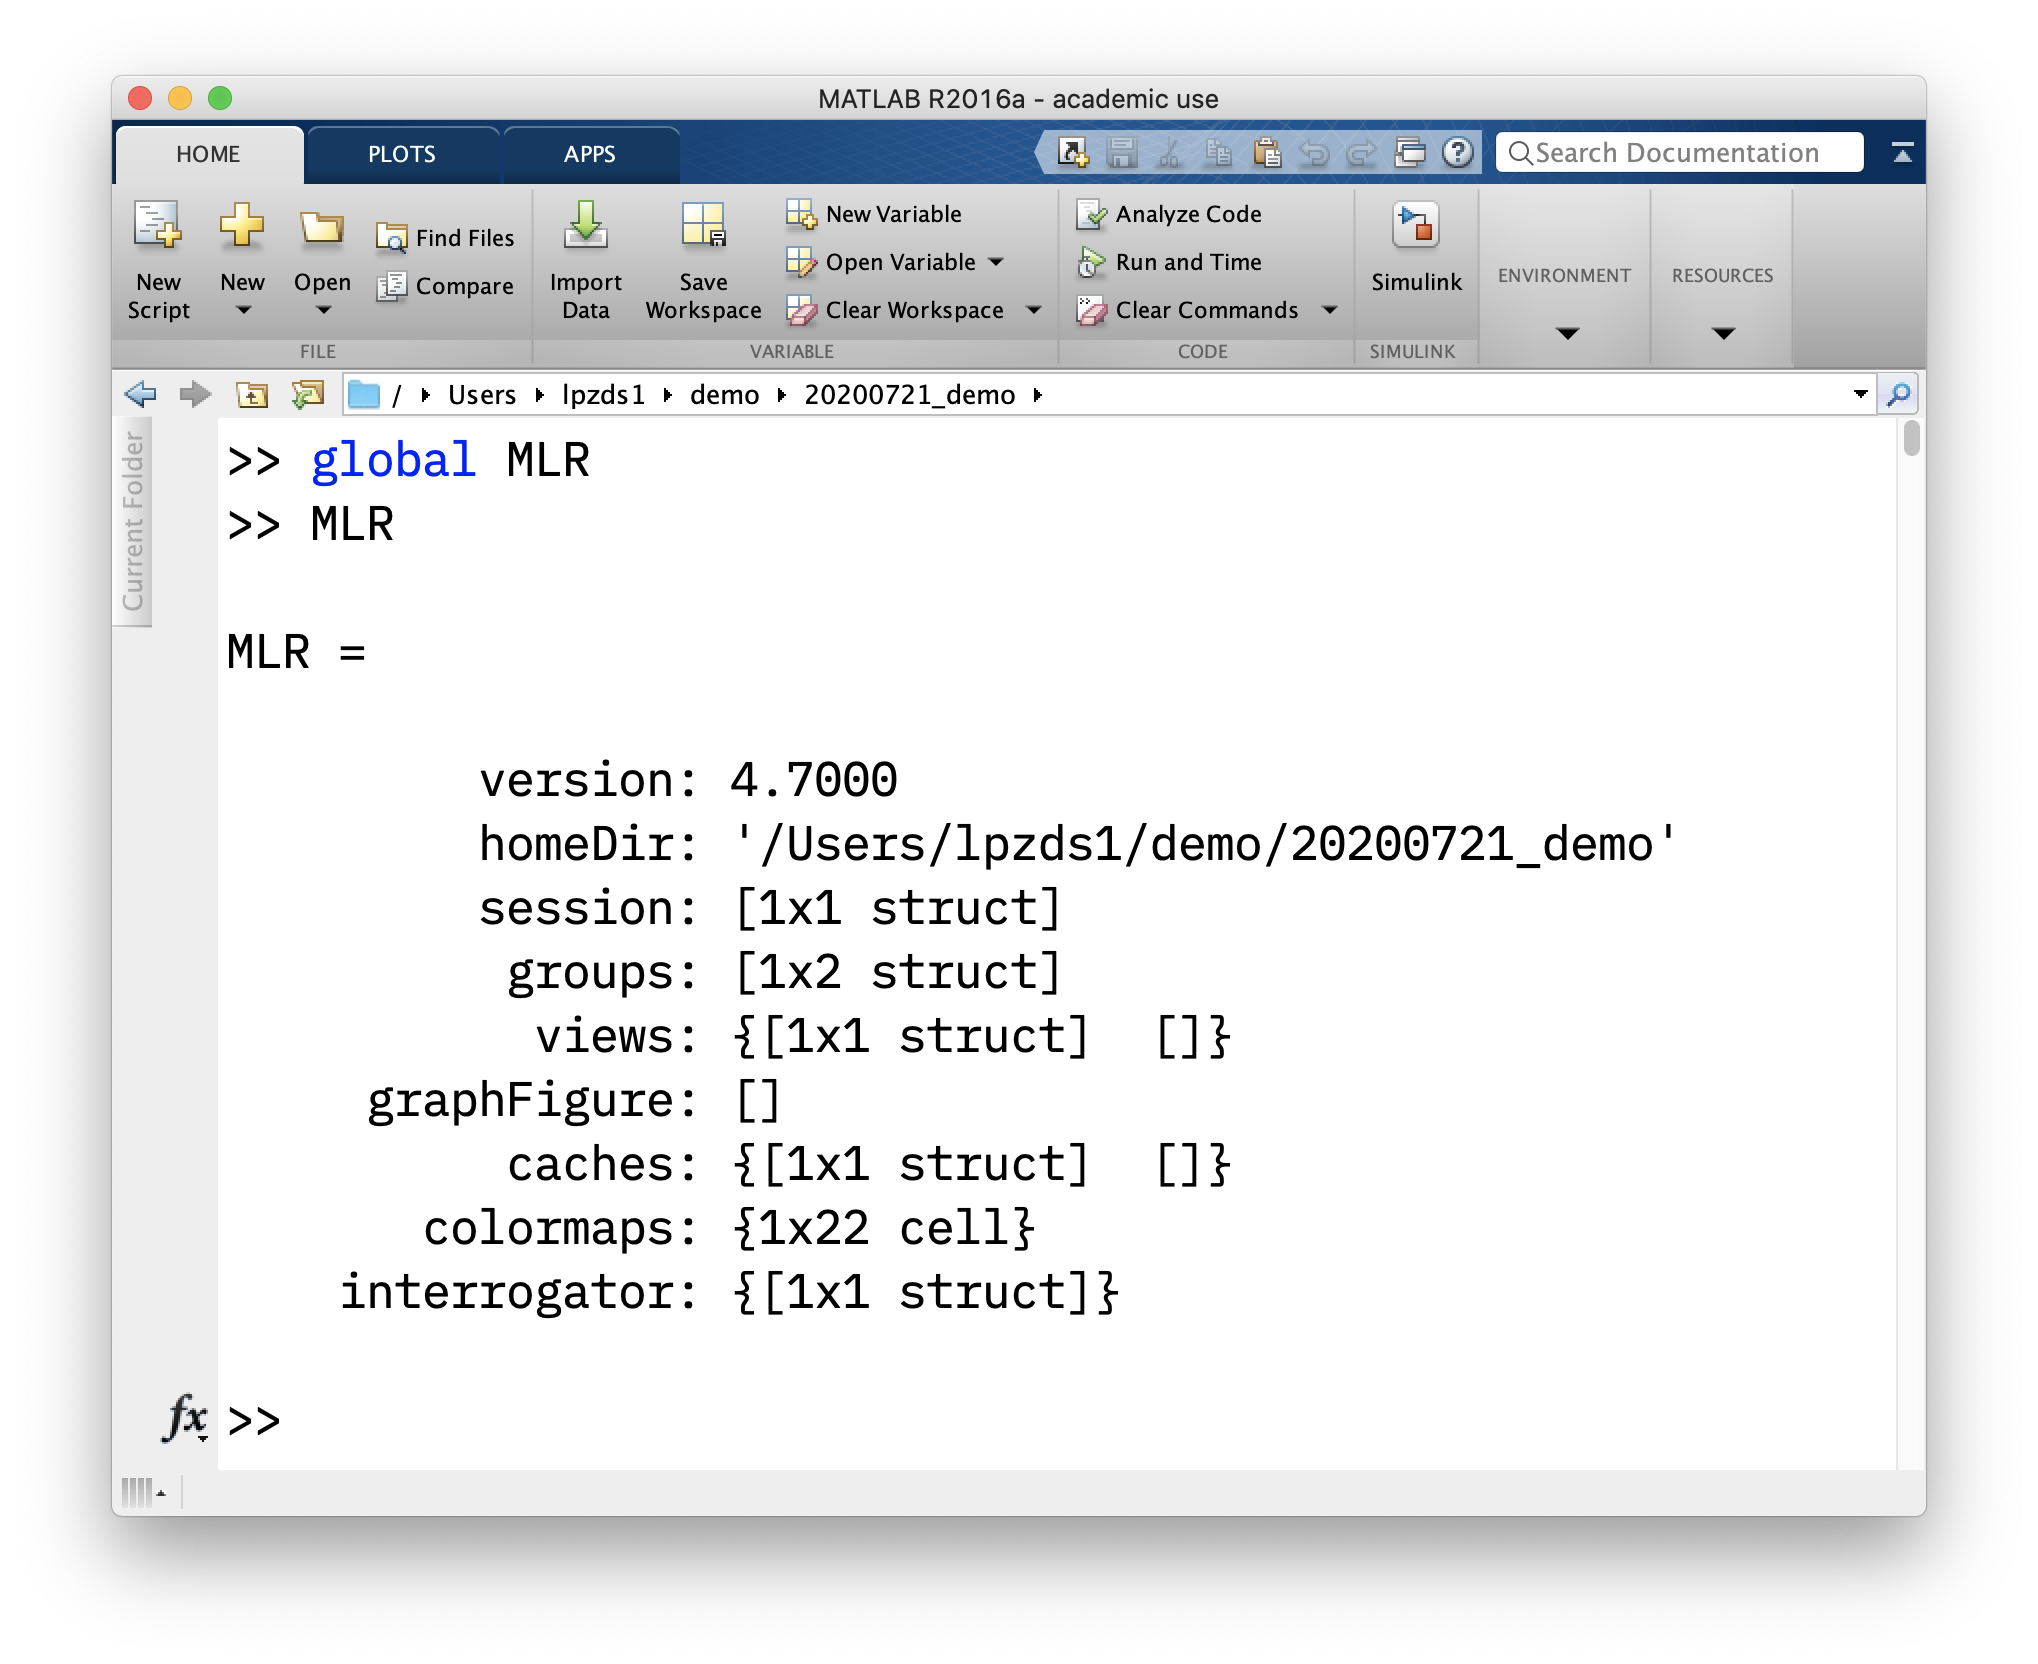 MATLAB R2016a - academic use
HOME PLOTS APPS Search Documentation
New Script
New
Open
Find Files
Compare
Import Data
Save Workspace
New Variable
Open Variable
Clear Workspace
Analyze Code
Run and Time
Clear Commands
Simulink
ENVIRONMENT
RESOURCES
FILE VARIABLE CODE SIMULINK
/ Users lpzds1 demo 20200721_demo
Current Folder
>> global MLR
>> MLR
MLR =
version: 4.7000
homeDir: '/Users/lpzds1/demo/20200721_demo'
session: [1x1 struct]
groups: [1x2 struct]
views: {[1x1 struct]  []}
graphFigure: []
caches: {[1x1 struct]  []}
colormaps: {1x22 cell}
interrogator: {[1x1 struct]}
fx >>